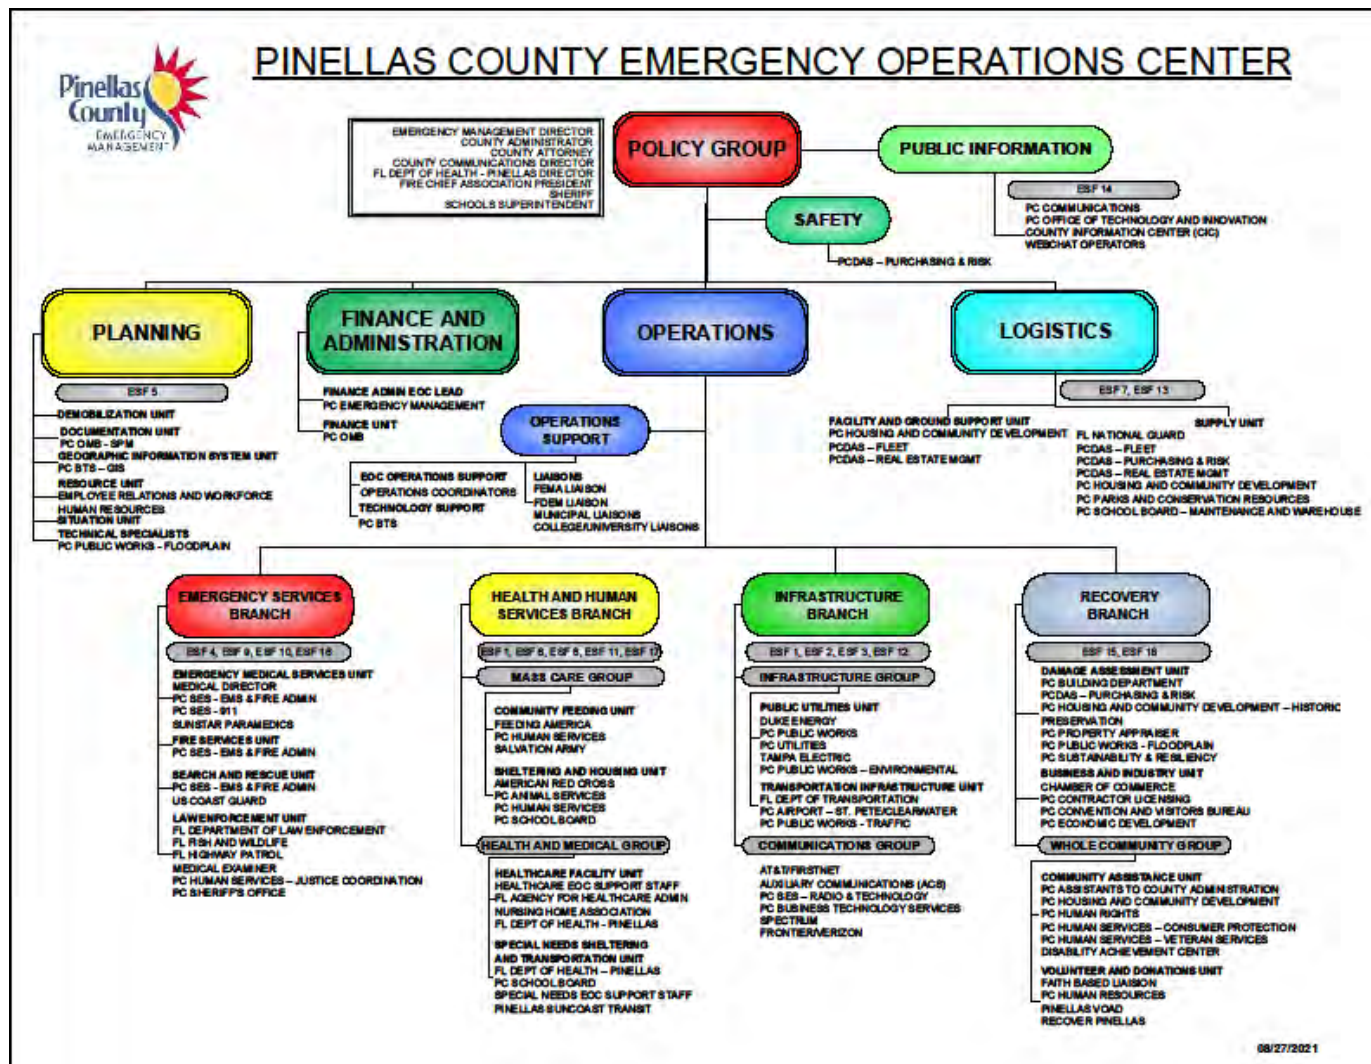 Pinellas
County
EMERGENCY
MANAGEMENT
PINELLAS COUNTY EMERGENCY OPERATIONS CENTER
EMERGENCY MANAGEMENT DIRECTOR
COUNTY ADMINISTRATOR
COUNTY ATTORNEY
COUNTY COMMUNICATIONS DIRECTOR
FL DEPT OF HEALTH - PINELLAS DIRECTOR
FIRE CHIEF ASSOCIATION PRESIDENT
SHERIFF
SCHOOLS SUPERINTENDENT
POLICY GROUP
PUBLIC INFORMATION
ESF 14
PC COMMUNICATIONS
PC OFFICE OF TECHNOLOGY AND INNOVATION
COUNTY INFORMATION CENTER (CIC)
WEBCHAT OPERATORS
SAFETY
PCDAS – PURCHASING & RISK
PLANNING
ESF 5
DEMOBILIZATION UNIT
DOCUMENTATION UNIT
PC OMB - SPM
GEOGRAPHIC INFORMATION SYSTEM UNIT
PC BTS – GIS
RESOURCE UNIT
EMPLOYEE RELATIONS AND WORKFORCE
HUMAN RESOURCES
SITUATION UNIT
TECHNICAL SPECIALISTS
PC PUBLIC WORKS - FLOODPLAIN
FINANCE AND
ADMINISTRATION
FINANCE ADMIN EOC LEAD
PC EMERGENCY MANAGEMENT
FINANCE UNIT
PC OMB
OPERATIONS
OPERATIONS
SUPPORT
EOC OPERATIONS SUPPORT
OPERATIONS COORDINATORS
TECHNOLOGY SUPPORT
PC BTS
LIAISONS
FEMA LIAISON
FDEM LIAISON
MUNICIPAL LIAISONS
COLLEGE/UNIVERSITY LIAISONS
LOGISTICS
ESF 7, ESF 13
FACILITY AND GROUND SUPPORT UNIT
PC HOUSING AND COMMUNITY DEVELOPMENT
PCDAS – FLEET
PCDAS – REAL ESTATE MGMT
SUPPLY UNIT
FL NATIONAL GUARD
PCDAS – FLEET
PCDAS – PURCHASING & RISK
PCDAS – REAL ESTATE MGMT
PC HOUSING AND COMMUNITY DEVELOPMENT
PC PARKS AND CONSERVATION RESOURCES
PC SCHOOL BOARD – MAINTENANCE AND WAREHOUSE
EMERGENCY SERVICES
BRANCH
ESF 4, ESF 9, ESF 10, ESF 16
EMERGENCY MEDICAL SERVICES UNIT
MEDICAL DIRECTOR
PC SES - EMS & FIRE ADMIN
PC SES - 911
SUNSTAR PARAMEDICS
FIRE SERVICES UNIT
PC SES - EMS & FIRE ADMIN
SEARCH AND RESCUE UNIT
PC SES - EMS & FIRE ADMIN
US COAST GUARD
LAW ENFORCEMENT UNIT
FL DEPARTMENT OF LAW ENFORCEMENT
FL FISH AND WILDLIFE
FL HIGHWAY PATROL
MEDICAL EXAMINER
PC HUMAN SERVICES – JUSTICE COORDINATION
PC SHERIFF'S OFFICE
HEALTH AND HUMAN
SERVICES BRANCH
ESF 1, ESF 6, ESF 8, ESF 11, ESF 17
MASS CARE GROUP
COMMUNITY FEEDING UNIT
FEEDING AMERICA
PC HUMAN SERVICES
SALVATION ARMY
SHELTERING AND HOUSING UNIT
AMERICAN RED CROSS
PC ANIMAL SERVICES
PC HUMAN SERVICES
PC SCHOOL BOARD
HEALTH AND MEDICAL GROUP
HEALTHCARE FACILITY UNIT
HEALTHCARE EOC SUPPORT STAFF
FL AGENCY FOR HEALTHCARE ADMIN
NURSING HOME ASSOCIATION
FL DEPT OF HEALTH - PINELLAS
SPECIAL NEEDS SHELTERING
AND TRANSPORTATION UNIT
FL DEPT OF HEALTH – PINELLAS
PC SCHOOL BOARD
SPECIAL NEEDS EOC SUPPORT STAFF
PINELLAS SUNCOAST TRANSIT
INFRASTRUCTURE
BRANCH
ESF 1, ESF 2, ESF 3, ESF 12
INFRASTRUCTURE GROUP
PUBLIC UTILITIES UNIT
DUKE ENERGY
PC PUBLIC WORKS
PC UTILITIES
TAMPA ELECTRIC
PC PUBLIC WORKS – ENVIRONMENTAL
TRANSPORTATION INFRASTRUCTURE UNIT
FL DEPT OF TRANSPORTATION
PC AIRPORT – ST. PETE/CLEARWATER
PC PUBLIC WORKS - TRAFFIC
COMMUNICATIONS GROUP
AT&T/FIRSTNET
AUXILIARY COMMUNICATIONS (ACS)
PC SES – RADIO & TECHNOLOGY
PC BUSINESS TECHNOLOGY SERVICES
SPECTRUM
FRONTIER/VERIZON
RECOVERY
BRANCH
ESF 15, ESF 18
DAMAGE ASSESSMENT UNIT
PC BUILDING DEPARTMENT
PCDAS – PURCHASING & RISK
PC HOUSING AND COMMUNITY DEVELOPMENT – HISTORIC
PRESERVATION
PC PROPERTY APPRAISER
PC PUBLIC WORKS - FLOODPLAIN
PC SUSTAINABILITY & RESILIENCY
BUSINESS AND INDUSTRY UNIT
CHAMBER OF COMMERCE
PC CONTRACTOR LICENSING
PC CONVENTION AND VISITORS BUREAU
PC ECONOMIC DEVELOPMENT
WHOLE COMMUNITY GROUP
COMMUNITY ASSISTANCE UNIT
PC ASSISTANTS TO COUNTY ADMINISTRATION
PC HOUSING AND COMMUNITY DEVELOPMENT
PC HUMAN RIGHTS
PC HUMAN SERVICES – CONSUMER PROTECTION
PC HUMAN SERVICES – VETERAN SERVICES
DISABILITY ACHIEVEMENT CENTER
VOLUNTEER AND DONATIONS UNIT
FAITH BASED LIAISION
PC HUMAN RESOURCES
PINELLAS VOAD
RECOVER PINELLAS
08/27/2021